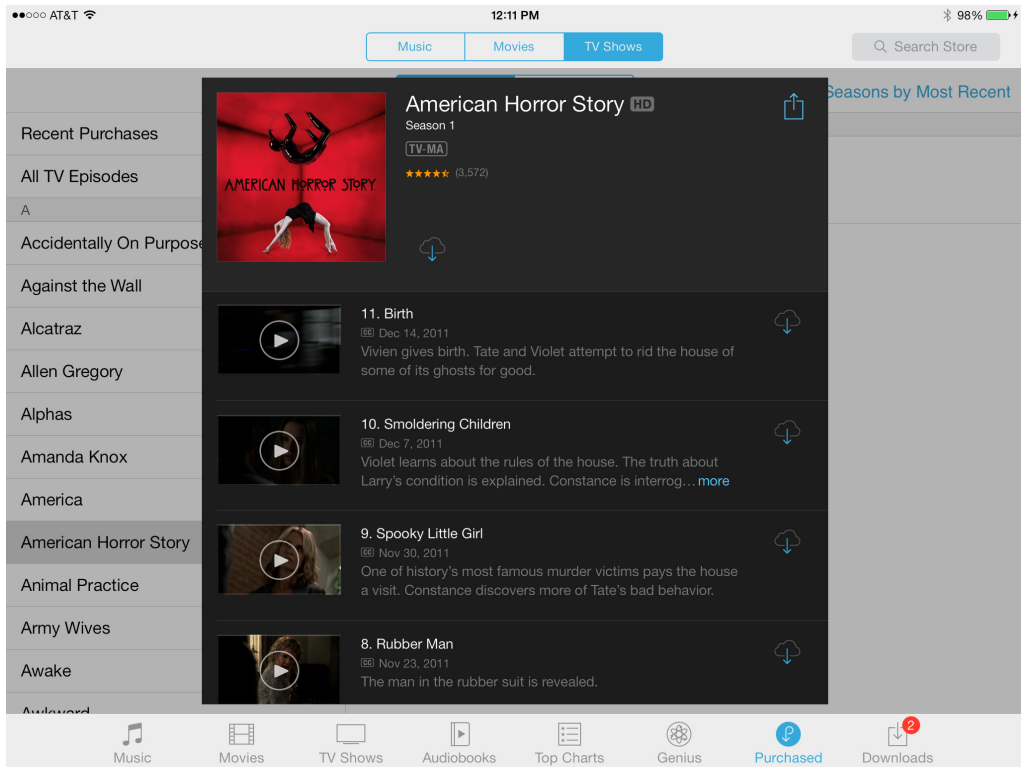 AT&T
12:11 PM
98%
Music
Movies
TV Shows
Search Store
Seasons by Most Recent
Recent Purchases
All TV Episodes
A
Accidentally On Purpose
Against the Wall
Alcatraz
Allen Gregory
Alphas
Amanda Knox
America
American Horror Story
Animal Practice
Army Wives
Awake
Awkward
AMERICAN HORROR STORY
American Horror Story HD
Season 1
TV-MA
(3,572)
11. Birth
CC Dec 14, 2011
Vivien gives birth. Tate and Violet attempt to rid the house of
some of its ghosts for good.
10. Smoldering Children
CC Dec 7, 2011
Violet learns about the rules of the house. The truth about
Larry's condition is explained. Constance is interrog… more
9. Spooky Little Girl
CC Nov 30, 2011
One of history's most famous murder victims pays the house
a visit. Constance discovers more of Tate's bad behavior.
8. Rubber Man
CC Nov 23, 2011
The man in the rubber suit is revealed.
Music
Movies
TV Shows
Audiobooks
Top Charts
Genius
Purchased
2
Downloads